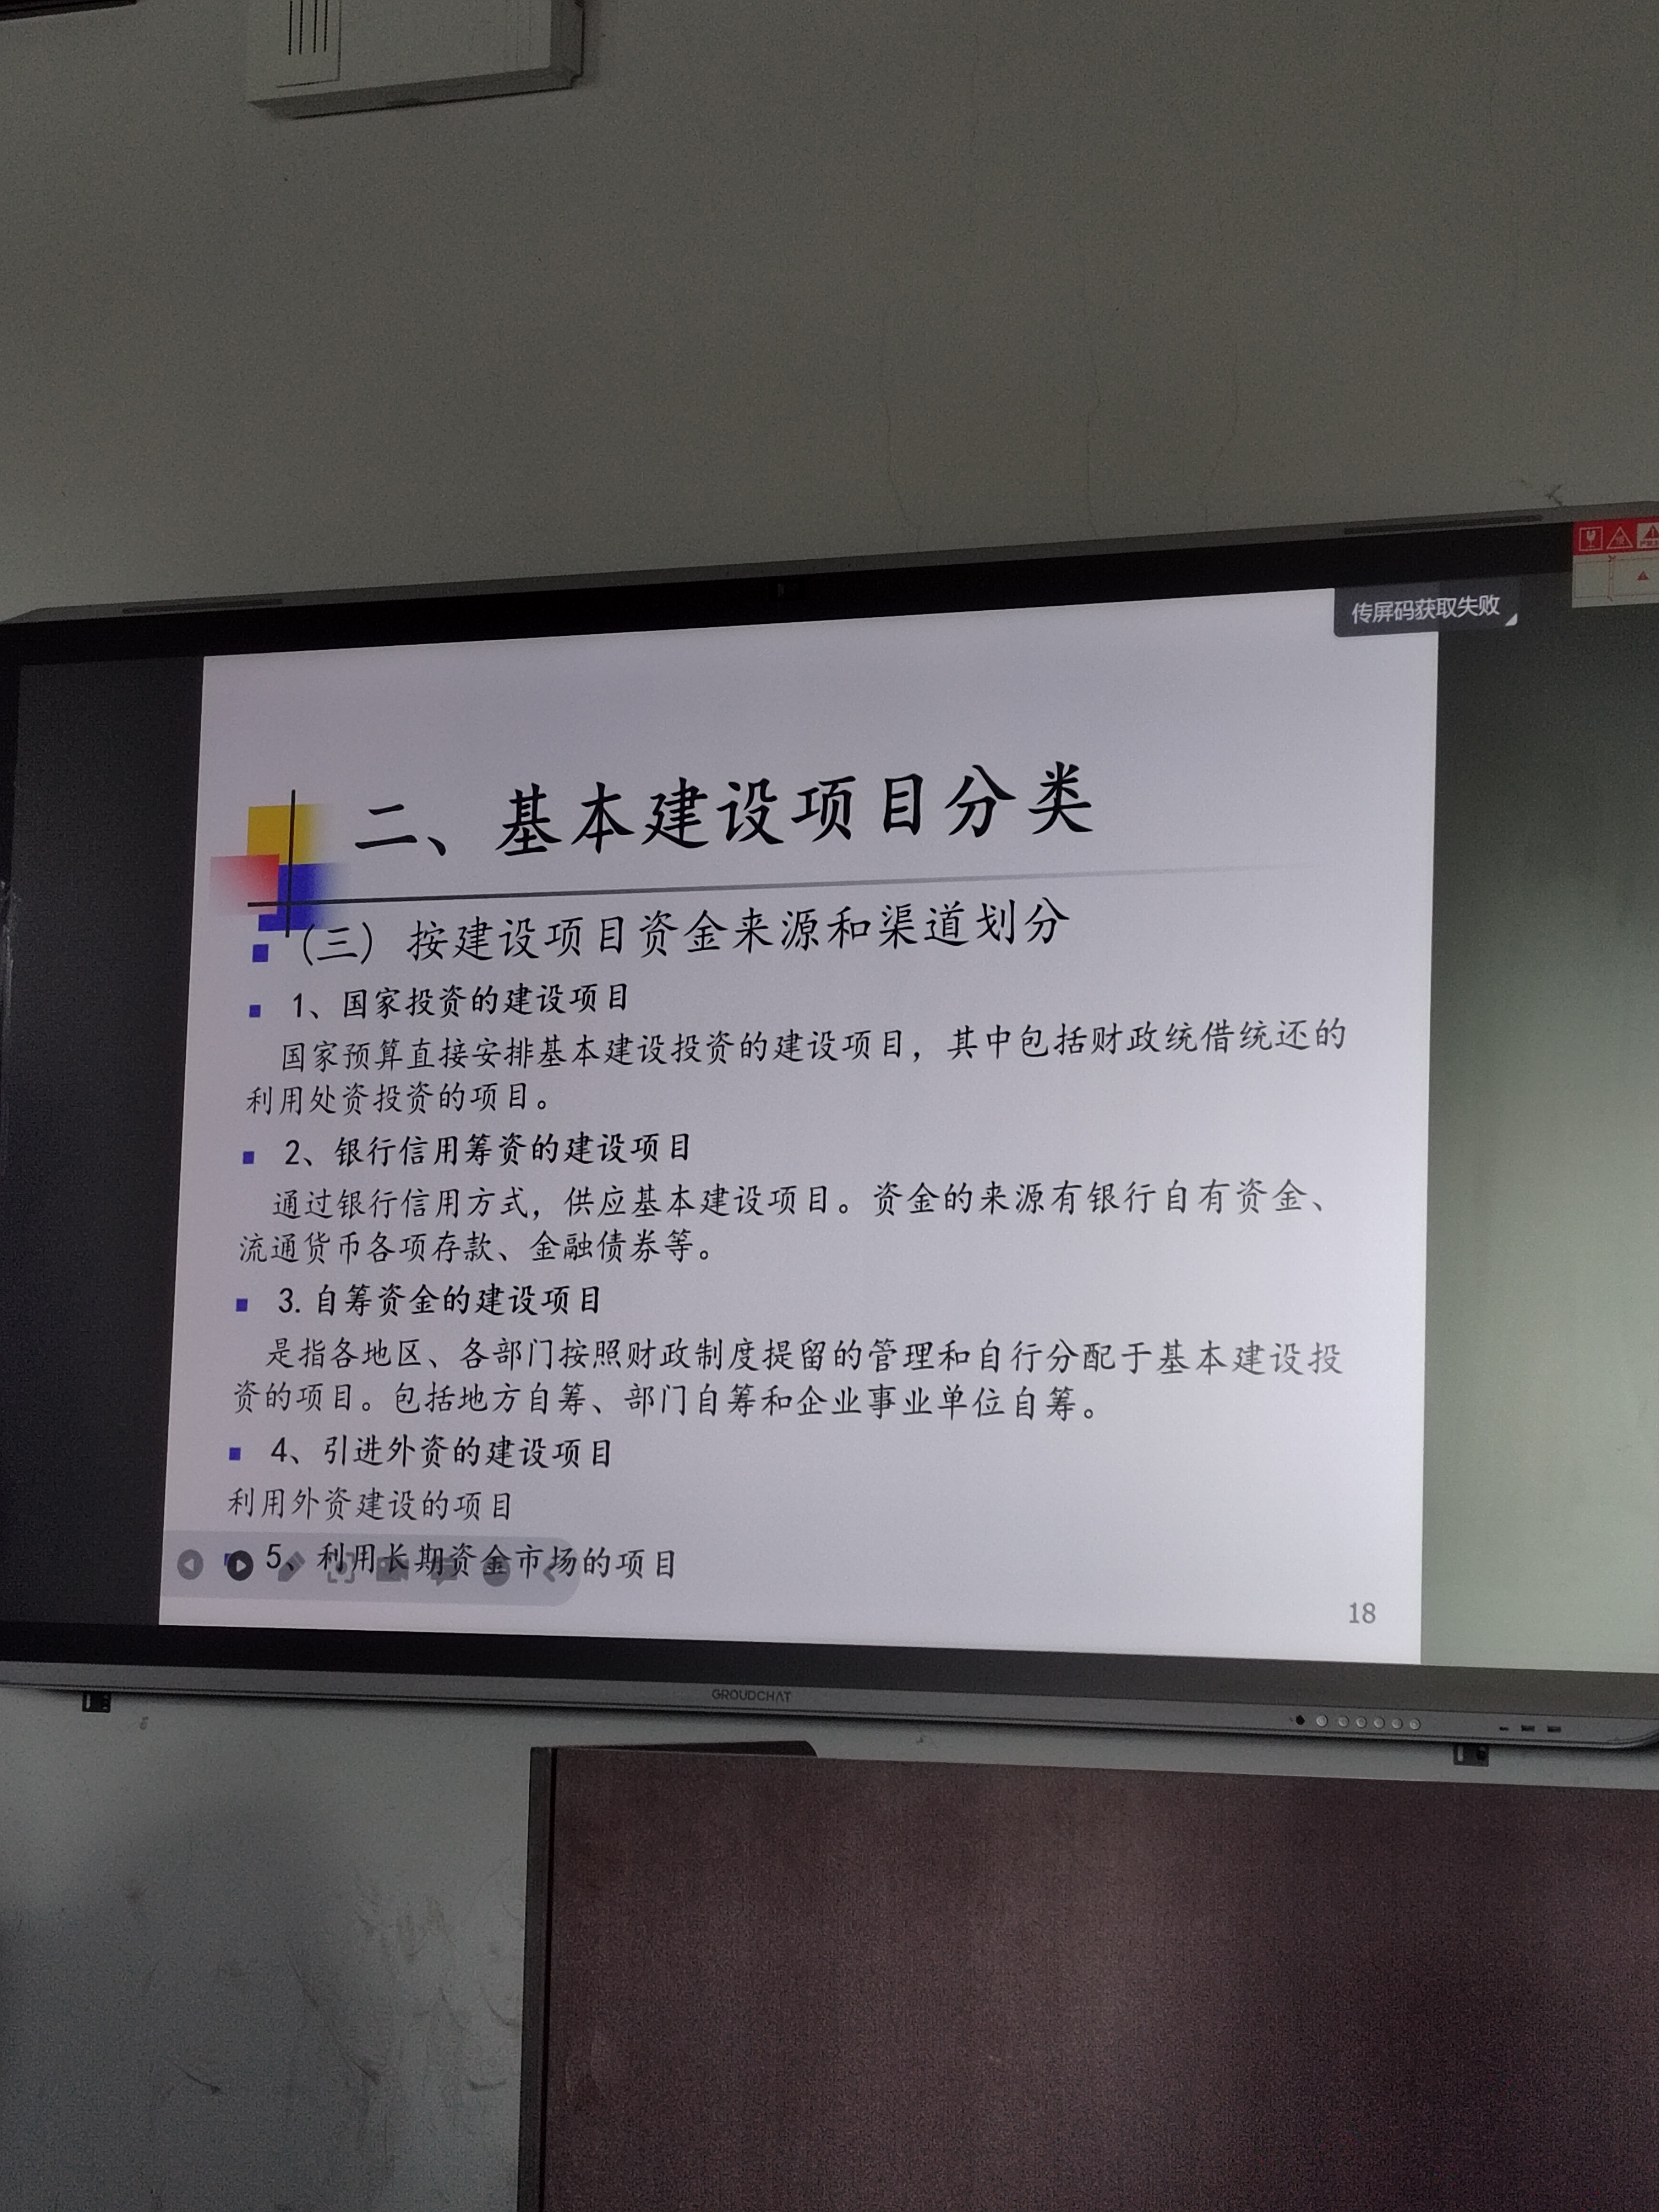 传屏码获取失败
二、基本建设项目分类
(三) 按建设项目资金来源和渠道划分
1、国家投资的建设项目
国家预算直接安排基本建设投资的建设项目，其中包括财政统借统还的
利用处资投资的项目。
2、银行信用筹资的建设项目
通过银行信用方式，供应基本建设项目。资金的来源有银行自有资金、
流通货币各项存款、金融债券等。
3.自筹资金的建设项目
是指各地区、各部门按照财政制度提留的管理和自行分配于基本建设投
资的项目。包括地方自筹、部门自筹和企业事业单位自筹。
4、引进外资的建设项目
利用外资建设的项目
5、利用长期资金市场的项目
18
GROUDCHAT